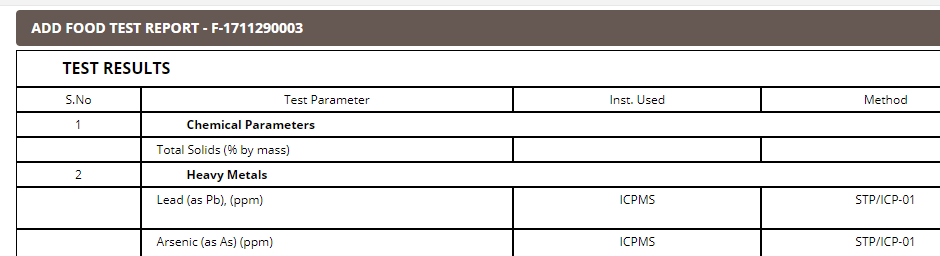 ADD FOOD TEST REPORT - F-1711290003
TEST RESULTS
S.No Test Parameter Inst. Used Method
1 Chemical Parameters
Total Solids (% by mass)
2 Heavy Metals
Lead (as Pb), (ppm) ICPMS STP/ICP-01
Arsenic (as As) (ppm) ICPMS STP/ICP-01